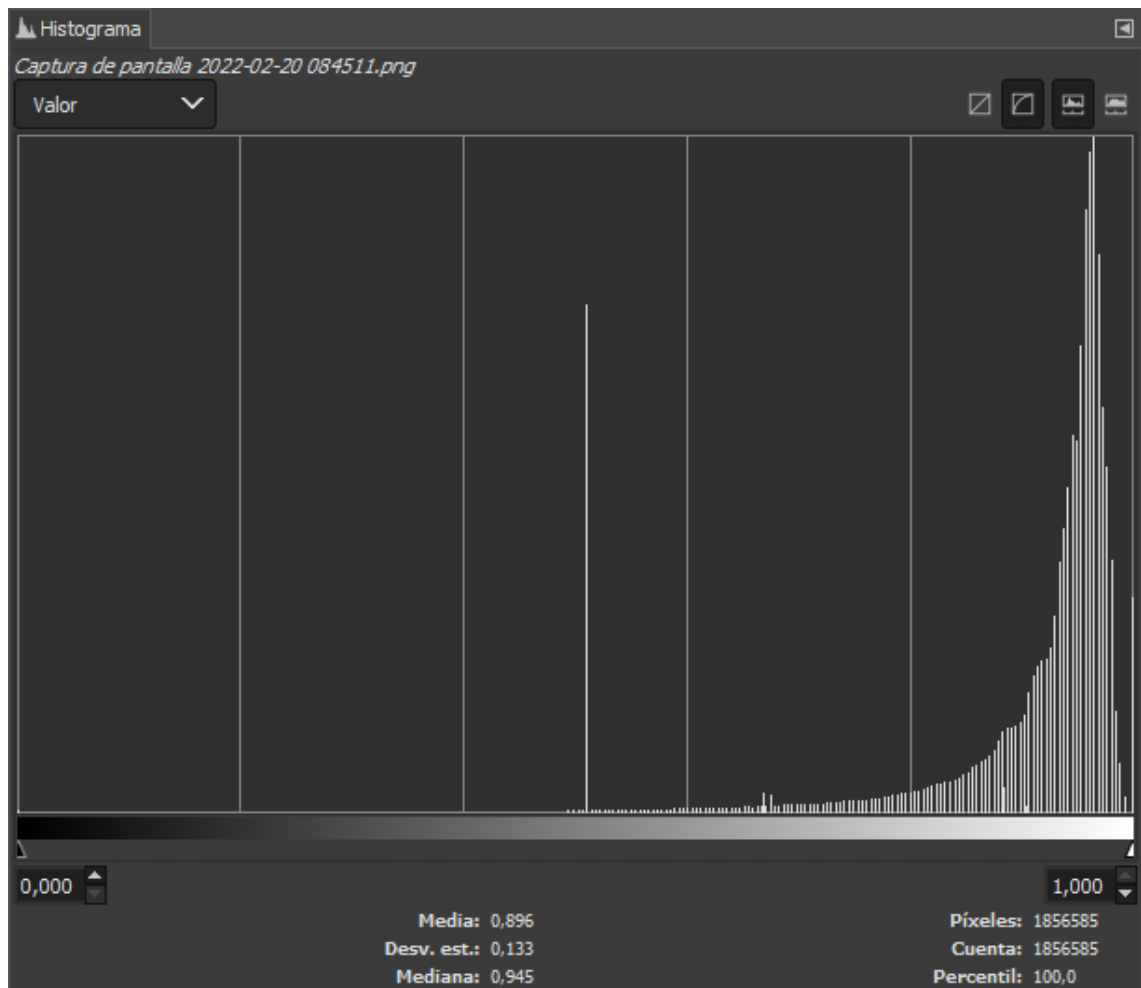 Histograma
Captura de pantalla 2022-02-20 084511.png
Valor
0,000 1,000
Media: 0,896 Píxeles: 1856585
Desv. est.: 0,133 Cuenta: 1856585
Mediana: 0,945 Percentil: 100,0